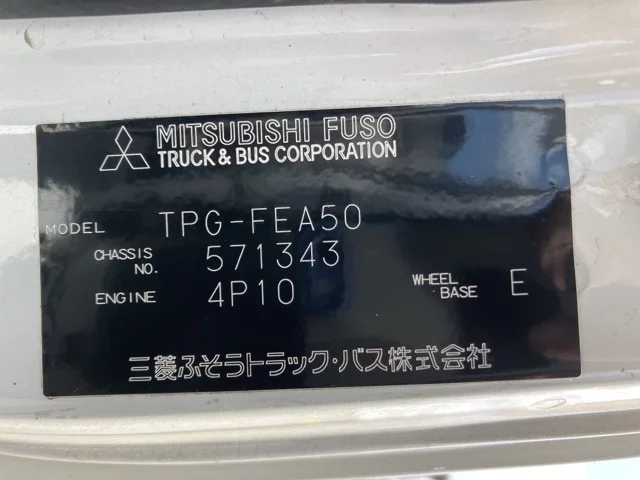 MITSUBISHI FUSO
TRUCK & BUS CORPORATION
MODEL TPG-FEA50
CHASSIS NO. 571343
ENGINE 4P10 WHEEL BASE E
三菱ふそうトラック・バス株式会社